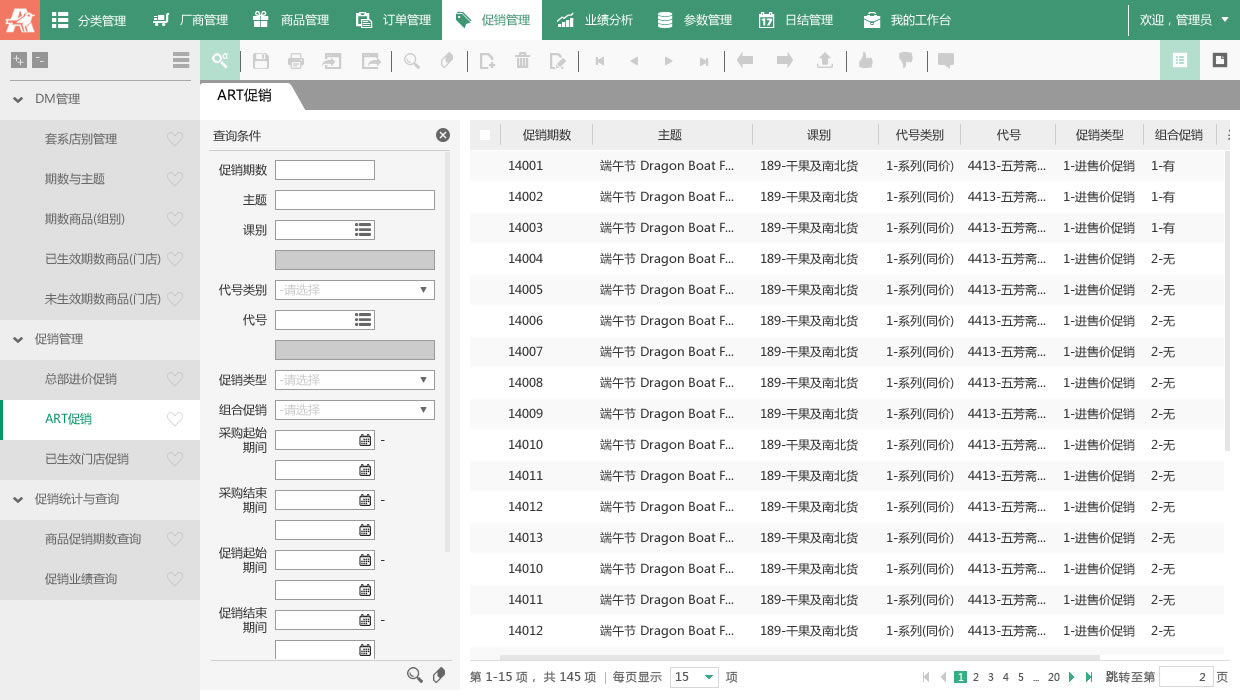 分类管理 厂商管理 商品管理 订单管理 促销管理 业绩分析 参数管理 日结管理 我的工作台 欢迎，管理员
ART促销
DM管理
套系店别管理
期数与主题
期数商品(组别)
已生效期数商品(门店)
未生效期数商品(门店)
促销管理
总部进价促销
ART促销
已生效门店促销
促销统计与查询
商品促销期数查询
促销业绩查询
查询条件
促销期数
主题
课别
代号类别 -请选择
代号
促销类型 -请选择
组合促销 -请选择
采购起始
期间 -
采购结束
期间 -
促销起始
期间 -
促销结束
期间 -
促销期数 主题 课别 代号类别 代号 促销类型 组合促销
14001 端午节 Dragon Boat F... 189-干果及南北货 1-系列(同价) 4413-五芳斋... 1-进售价促销 1-有
14002 端午节 Dragon Boat F... 189-干果及南北货 1-系列(同价) 4413-五芳斋... 1-进售价促销 1-有
14003 端午节 Dragon Boat F... 189-干果及南北货 1-系列(同价) 4413-五芳斋... 1-进售价促销 1-有
14004 端午节 Dragon Boat F... 189-干果及南北货 1-系列(同价) 4413-五芳斋... 1-进售价促销 2-无
14005 端午节 Dragon Boat F... 189-干果及南北货 1-系列(同价) 4413-五芳斋... 1-进售价促销 2-无
14006 端午节 Dragon Boat F... 189-干果及南北货 1-系列(同价) 4413-五芳斋... 1-进售价促销 2-无
14007 端午节 Dragon Boat F... 189-干果及南北货 1-系列(同价) 4413-五芳斋... 1-进售价促销 2-无
14008 端午节 Dragon Boat F... 189-干果及南北货 1-系列(同价) 4413-五芳斋... 1-进售价促销 2-无
14009 端午节 Dragon Boat F... 189-干果及南北货 1-系列(同价) 4413-五芳斋... 1-进售价促销 2-无
14010 端午节 Dragon Boat F... 189-干果及南北货 1-系列(同价) 4413-五芳斋... 1-进售价促销 2-无
14011 端午节 Dragon Boat F... 189-干果及南北货 1-系列(同价) 4413-五芳斋... 1-进售价促销 2-无
14012 端午节 Dragon Boat F... 189-干果及南北货 1-系列(同价) 4413-五芳斋... 1-进售价促销 2-无
14013 端午节 Dragon Boat F... 189-干果及南北货 1-系列(同价) 4413-五芳斋... 1-进售价促销 2-无
14010 端午节 Dragon Boat F... 189-干果及南北货 1-系列(同价) 4413-五芳斋... 1-进售价促销 2-无
14011 端午节 Dragon Boat F... 189-干果及南北货 1-系列(同价) 4413-五芳斋... 1-进售价促销 2-无
14012 端午节 Dragon Boat F... 189-干果及南北货 1-系列(同价) 4413-五芳斋... 1-进售价促销 2-无
第 1-15 项， 共 145 项 | 每页显示 15 项 1 2 3 4 5 ... 20 跳转至第 2 页